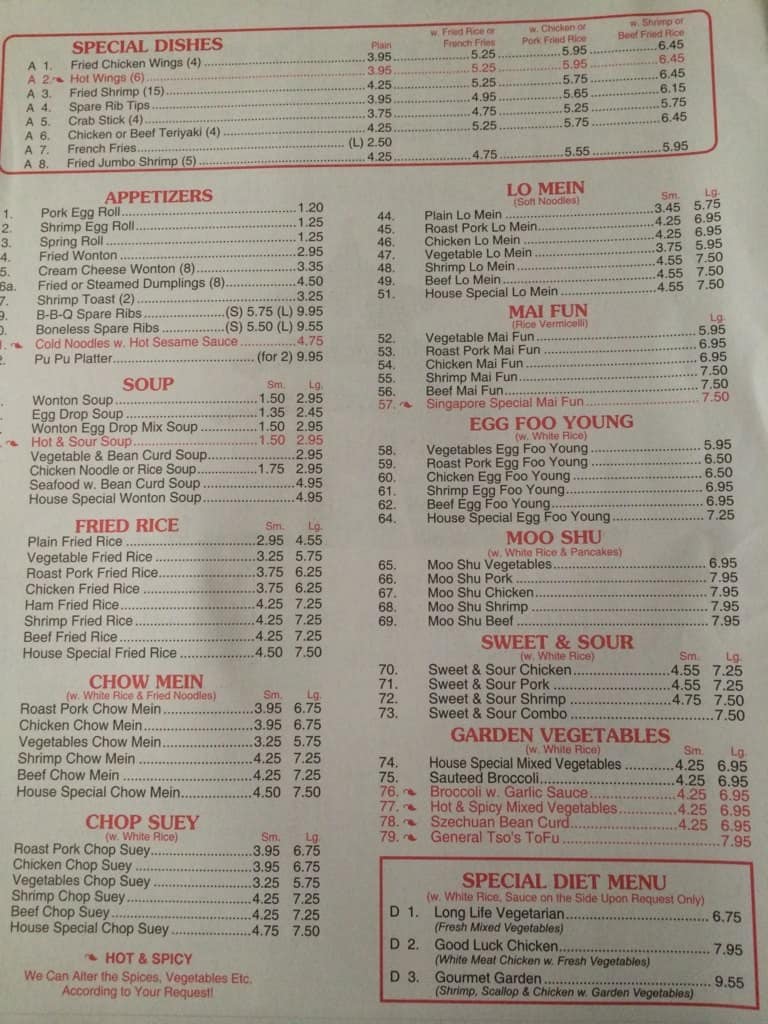 SPECIAL DISHES
Plain w. Fried Rice or French Fries w. Chicken or Pork Fried Rice w. Shrimp or Beef Fried Rice
A 1. Fried Chicken Wings (4) 3.95 5.25 5.95 6.45
A 2. Hot Wings (6) 3.95 5.25 5.95 6.45
A 3. Fried Shrimp (15) 4.25 5.25 5.75 6.45
A 4. Spare Rib Tips 3.95 4.95 5.65 6.15
A 5. Crab Stick (4) 3.75 4.75 5.25 5.75
A 6. Chicken or Beef Teriyaki (4) 4.25 5.25 5.75 6.45
A 7. French Fries (L) 2.50
A 8. Fried Jumbo Shrimp (5) 4.25 4.75 5.55 5.95
APPETIZERS
1. Pork Egg Roll 1.20
2. Shrimp Egg Roll 1.25
3. Spring Roll 1.25
4. Fried Wonton 2.95
5. Cream Cheese Wonton (8) 3.35
6a. Fried or Steamed Dumplings (8) 4.50
7. Shrimp Toast (2) 3.25
B-B-Q Spare Ribs (S) 5.75 (L) 9.95
Boneless Spare Ribs (S) 5.50 (L) 9.55
Cold Noodles w. Hot Sesame Sauce 4.75
Pu Pu Platter (for 2) 9.95
SOUP
Sm. Lg.
Wonton Soup 1.50 2.95
Egg Drop Soup 1.35 2.45
Wonton Egg Drop Mix Soup 1.50 2.95
Hot & Sour Soup 1.50 2.95
Vegetable & Bean Curd Soup 2.95
Chicken Noodle or Rice Soup 1.75 2.95
Seafood w. Bean Curd Soup 4.95
House Special Wonton Soup 4.95
FRIED RICE
Sm. Lg.
Plain Fried Rice 2.95 4.55
Vegetable Fried Rice 3.25 5.75
Roast Pork Fried Rice 3.75 6.25
Chicken Fried Rice 3.75 6.25
Ham Fried Rice 4.25 7.25
Shrimp Fried Rice 4.25 7.25
Beef Fried Rice 4.25 7.25
House Special Fried Rice 4.50 7.50
CHOW MEIN
(w. White Rice & Fried Noodles) Sm. Lg.
Roast Pork Chow Mein 3.95 6.75
Chicken Chow Mein 3.95 6.75
Vegetables Chow Mein 3.25 5.75
Shrimp Chow Mein 4.25 7.25
Beef Chow Mein 4.25 7.25
House Special Chow Mein 4.50 7.50
CHOP SUEY
(w. White Rice) Sm. Lg.
Roast Pork Chop Suey 3.95 6.75
Chicken Chop Suey 3.95 6.75
Vegetables Chop Suey 3.25 5.75
Shrimp Chop Suey 4.25 7.25
Beef Chop Suey 4.25 7.25
House Special Chop Suey 4.75 7.50
HOT & SPICY
We Can Alter the Spices, Vegetables Etc.
According to Your Request!
LO MEIN
(Soft Noodles) Sm. Lg.
44. Plain Lo Mein 3.45 5.75
45. Roast Pork Lo Mein 4.25 6.95
46. Chicken Lo Mein 4.25 6.95
47. Vegetable Lo Mein 3.75 5.95
48. Shrimp Lo Mein 4.55 7.50
49. Beef Lo Mein 4.55 7.50
51. House Special Lo Mein 4.55 7.50
MAI FUN
(Rice Vermicelli) Lg.
52. Vegetable Mai Fun 5.95
53. Roast Pork Mai Fun 6.95
54. Chicken Mai Fun 6.95
55. Shrimp Mai Fun 7.50
56. Beef Mai Fun 7.50
57. Singapore Special Mai Fun 7.50
EGG FOO YOUNG
(w. White Rice)
58. Vegetables Egg Foo Young 5.95
59. Roast Pork Egg Foo Young 6.50
60. Chicken Egg Foo Young 6.50
61. Shrimp Egg Foo Young 6.95
62. Beef Egg Foo Young 6.95
64. House Special Egg Foo Young 7.25
MOO SHU
(w. White Rice & Pancakes)
65. Moo Shu Vegetables 6.95
66. Moo Shu Pork 7.95
67. Moo Shu Chicken 7.95
68. Moo Shu Shrimp 7.95
69. Moo Shu Beef 7.95
SWEET & SOUR
(w. White Rice) Sm. Lg.
70. Sweet & Sour Chicken 4.55 7.25
71. Sweet & Sour Pork 4.55 7.25
72. Sweet & Sour Shrimp 4.75 7.50
73. Sweet & Sour Combo 7.50
GARDEN VEGETABLES
(w. White Rice) Sm. Lg.
74. House Special Mixed Vegetables 4.25 6.95
75. Sauteed Broccoli 4.25 6.95
76. Broccoli w. Garlic Sauce 4.25 6.95
77. Hot & Spicy Mixed Vegetables 4.25 6.95
78. Szechuan Bean Curd 4.25 6.95
79. General Tso's ToFu 7.95
SPECIAL DIET MENU
(w. White Rice, Sauce on the Side Upon Request Only)
D 1. Long Life Vegetarian 6.75
(Fresh Mixed Vegetables)
D 2. Good Luck Chicken 7.95
(White Meat Chicken w. Fresh Vegetables)
D 3. Gourmet Garden 9.55
(Shrimp, Scallop & Chicken w. Garden Vegetables)